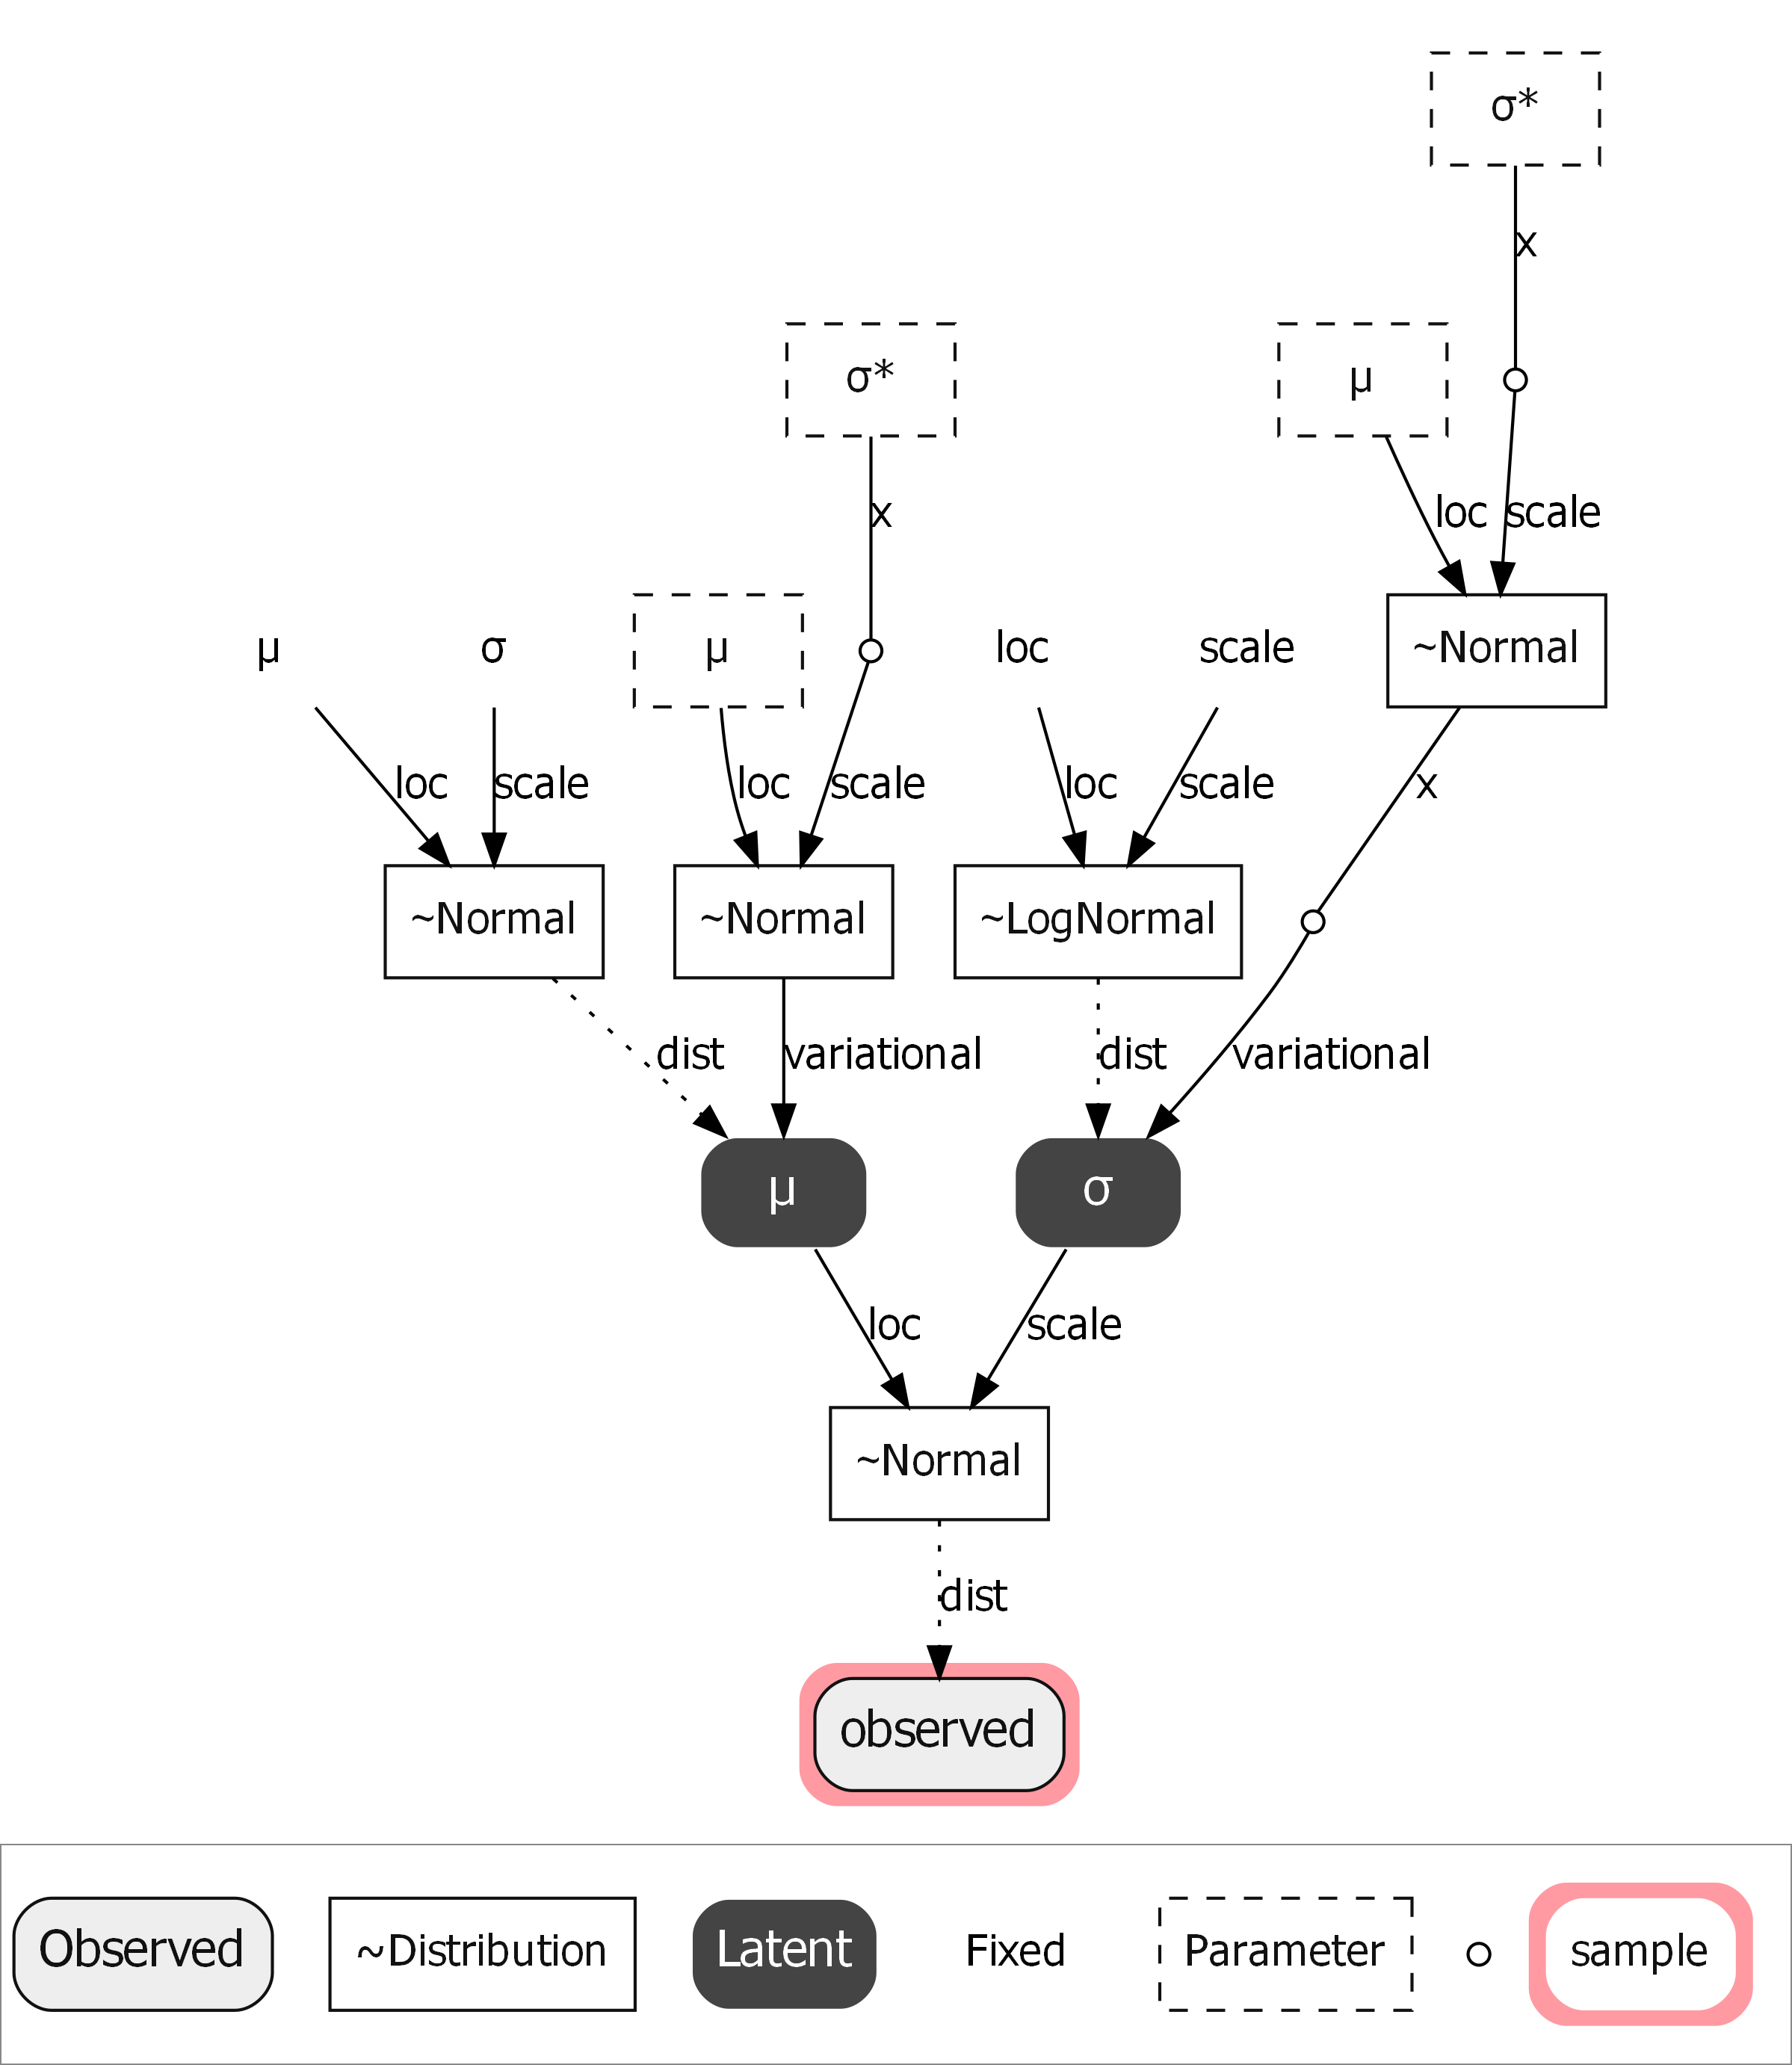 σ*
x
σ*
μ
x
loc scale
μ
σ
μ
loc
scale
~Normal
loc
scale
loc
scale
loc
scale
x
~Normal
~Normal
~LogNormal
dist
variational
dist
variational
μ
σ
loc
scale
~Normal
dist
observed
Observed
~Distribution
Latent
Fixed
Parameter
sample